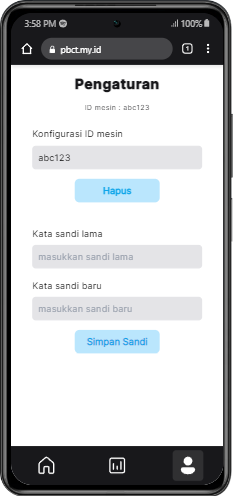 3:58 PM
100%
pbct.my.id
1
Pengaturan
ID mesin : abc123
Konfigurasi ID mesin
abc123
Hapus
Kata sandi lama
masukkan sandi lama
Kata sandi baru
masukkan sandi baru
Simpan Sandi